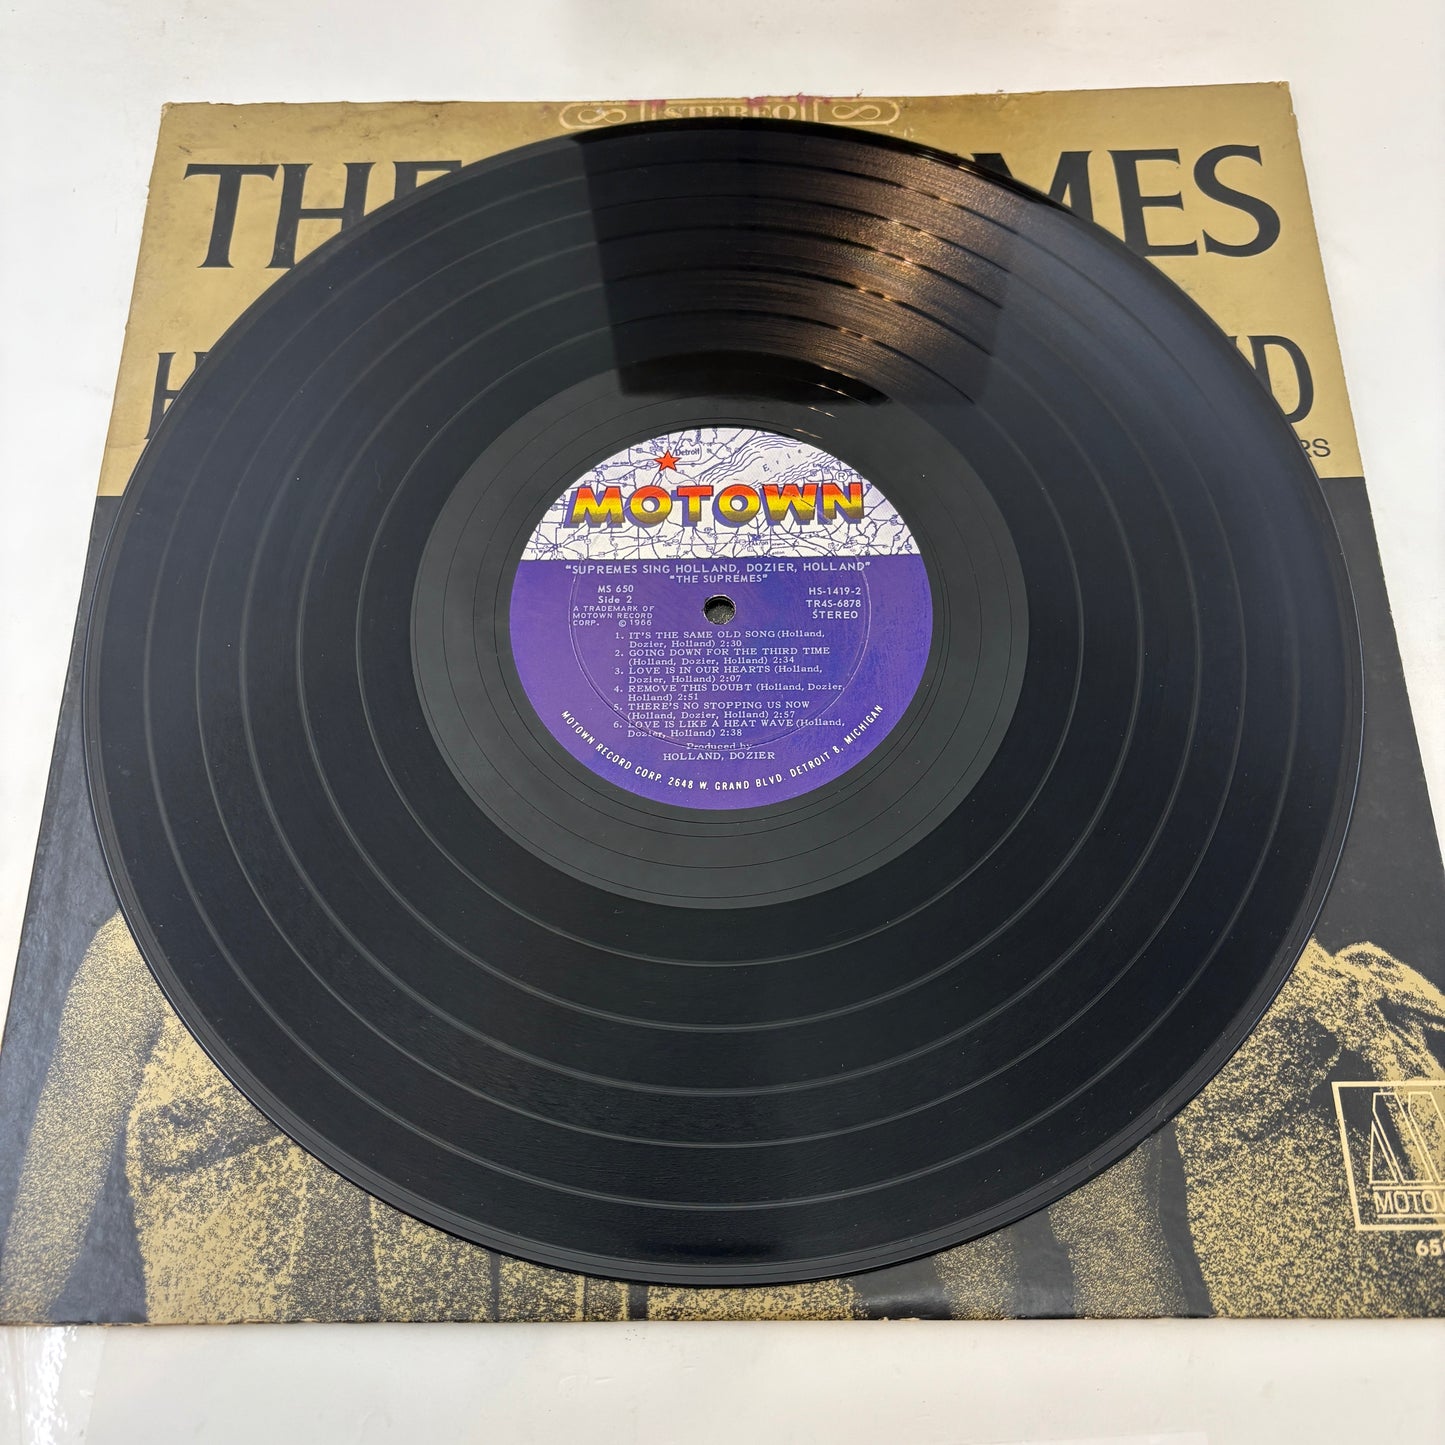 STEREO
THE
MES
H
ND
RS
Detroit
Erie
MOTOWN
"SUPREMES SING HOLLAND, DOZIER, HOLLAND"
"THE SUPREMES"
MS 650
Side 2
A TRADEMARK OF
MOTOWN RECORD
CORP. © 1966
HS-1419-2
TR4S-6878
STEREO
1. IT'S THE SAME OLD SONG (Holland,
Dozier, Holland) 2:30
2. GOING DOWN FOR THE THIRD TIME
(Holland, Dozier, Holland) 2:34
3. LOVE IS IN OUR HEARTS (Holland,
Dozier, Holland) 2:07
4. REMOVE THIS DOUBT (Holland, Dozier,
Holland) 2:51
5. THERE'S NO STOPPING US NOW
(Holland, Dozier, Holland) 2:57
6. LOVE IS LIKE A HEAT WAVE (Holland,
Dozier, Holland) 2:38
Produced by
HOLLAND, DOZIER
MOTOWN RECORD CORP. 2648 W. GRAND BLVD. DETROIT 8, MICHIGAN
MOTOW
650